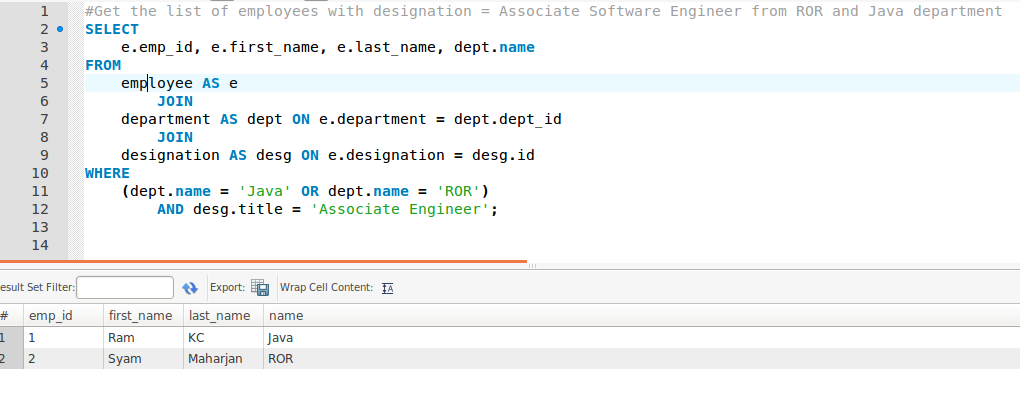 1 #Get the list of employees with designation = Associate Software Engineer from ROR and Java department
2 SELECT
3 e.emp_id, e.first_name, e.last_name, dept.name
4 FROM
5 employee AS e
6 JOIN
7 department AS dept ON e.department = dept.dept_id
8 JOIN
9 designation AS desg ON e.designation = desg.id
10 WHERE
11 (dept.name = 'Java' OR dept.name = 'ROR')
12 AND desg.title = 'Associate Engineer';
13
14
esult Set Filter: Export: Wrap Cell Content:
# emp_id first_name last_name name
1 1 Ram KC Java
2 2 Syam Maharjan ROR